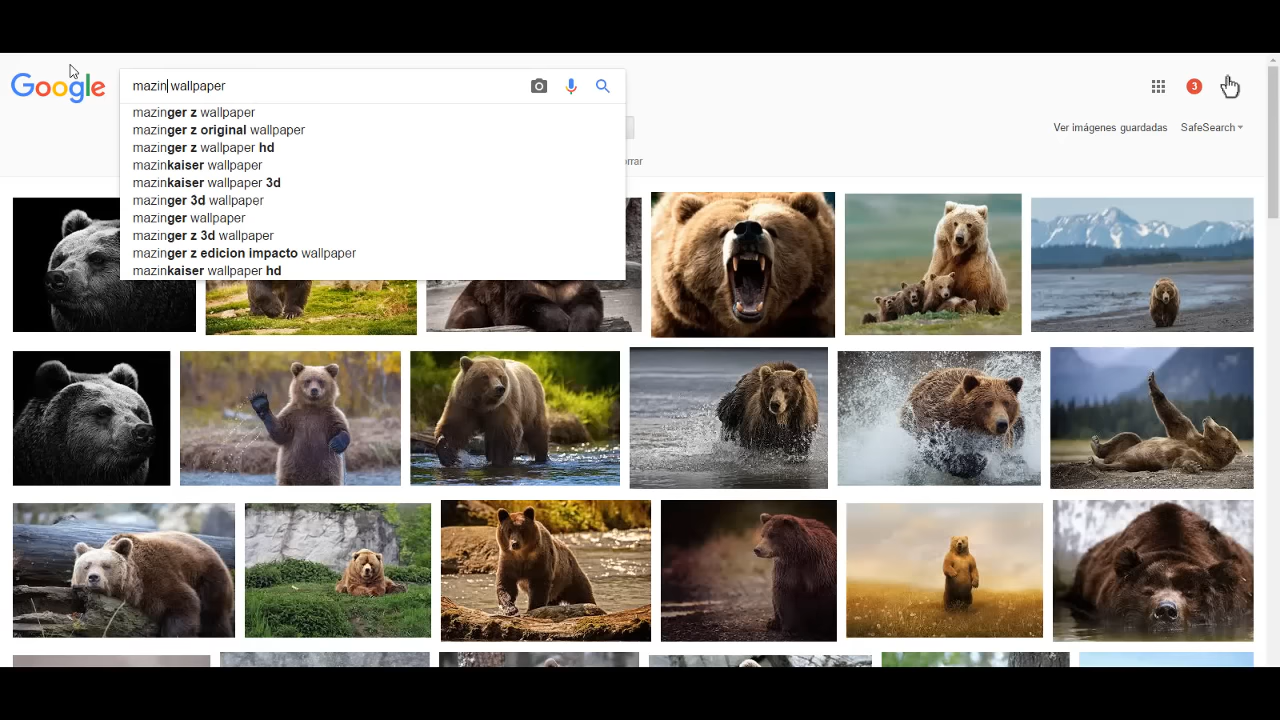 Google
mazin wallpaper
3
mazinger z wallpaper
mazinger z original wallpaper
mazinger z wallpaper hd
mazinkaiser wallpaper
mazinkaiser wallpaper 3d
mazinger 3d wallpaper
mazinger wallpaper
mazinger z 3d wallpaper
mazinger z edicion impacto wallpaper
mazinkaiser wallpaper hd
Ver imágenes guardadas
SafeSearch